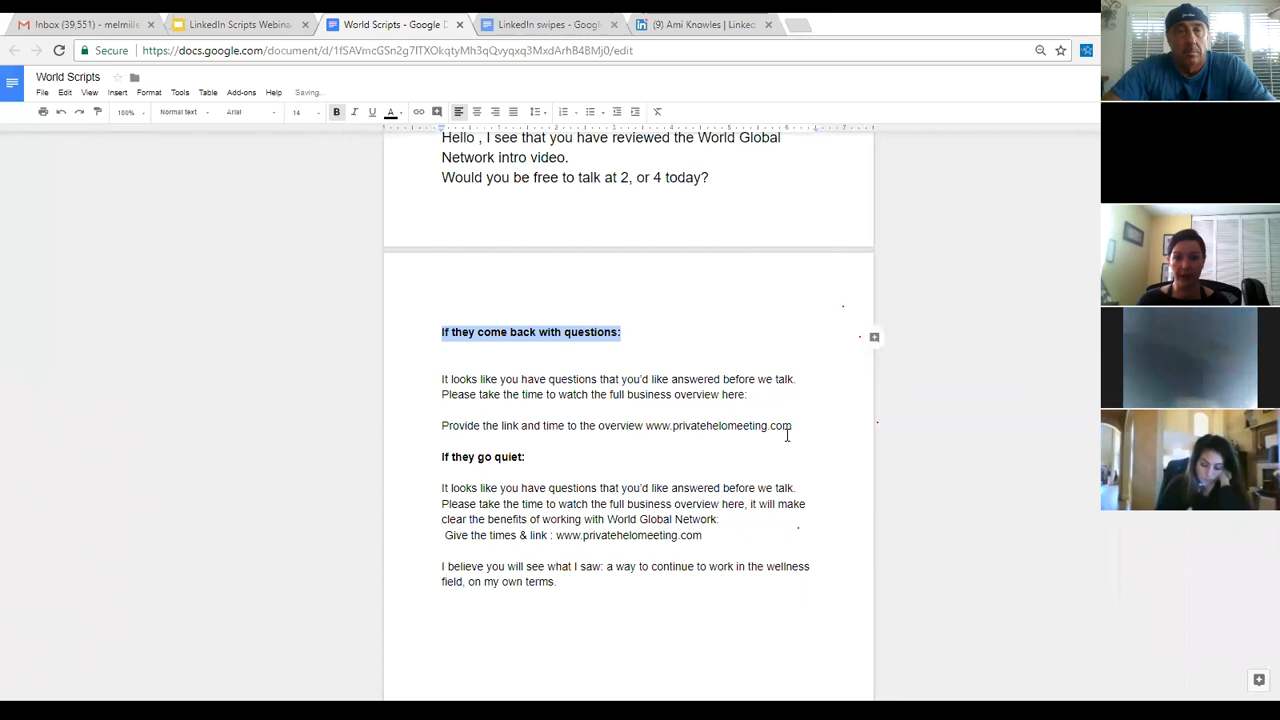 Inbox (39,551) - melmille
LinkedIn Scripts Webina
World Scripts - Google
LinkedIn swipes - Goog
(9) Ami Knowles | Linked
Secure
World Scripts
File Edit View Insert Format Tools Table Add-ons Help Saving...
100% Normal text Arial 14
Hello , I see that you have reviewed the World Global
Network intro video.
Would you be free to talk at 2, or 4 today?
If they come back with questions:
It looks like you have questions that you'd like answered before we talk.
Please take the time to watch the full business overview here:
Provide the link and time to the overview www.privatehelomeeting.com
If they go quiet:
It looks like you have questions that you'd like answered before we talk.
Please take the time to watch the full business overview here, it will make
clear the benefits of working with World Global Network:
Give the times & link : www.privatehelomeeting.com
I believe you will see what I saw: a way to continue to work in the wellness
field, on my own terms.